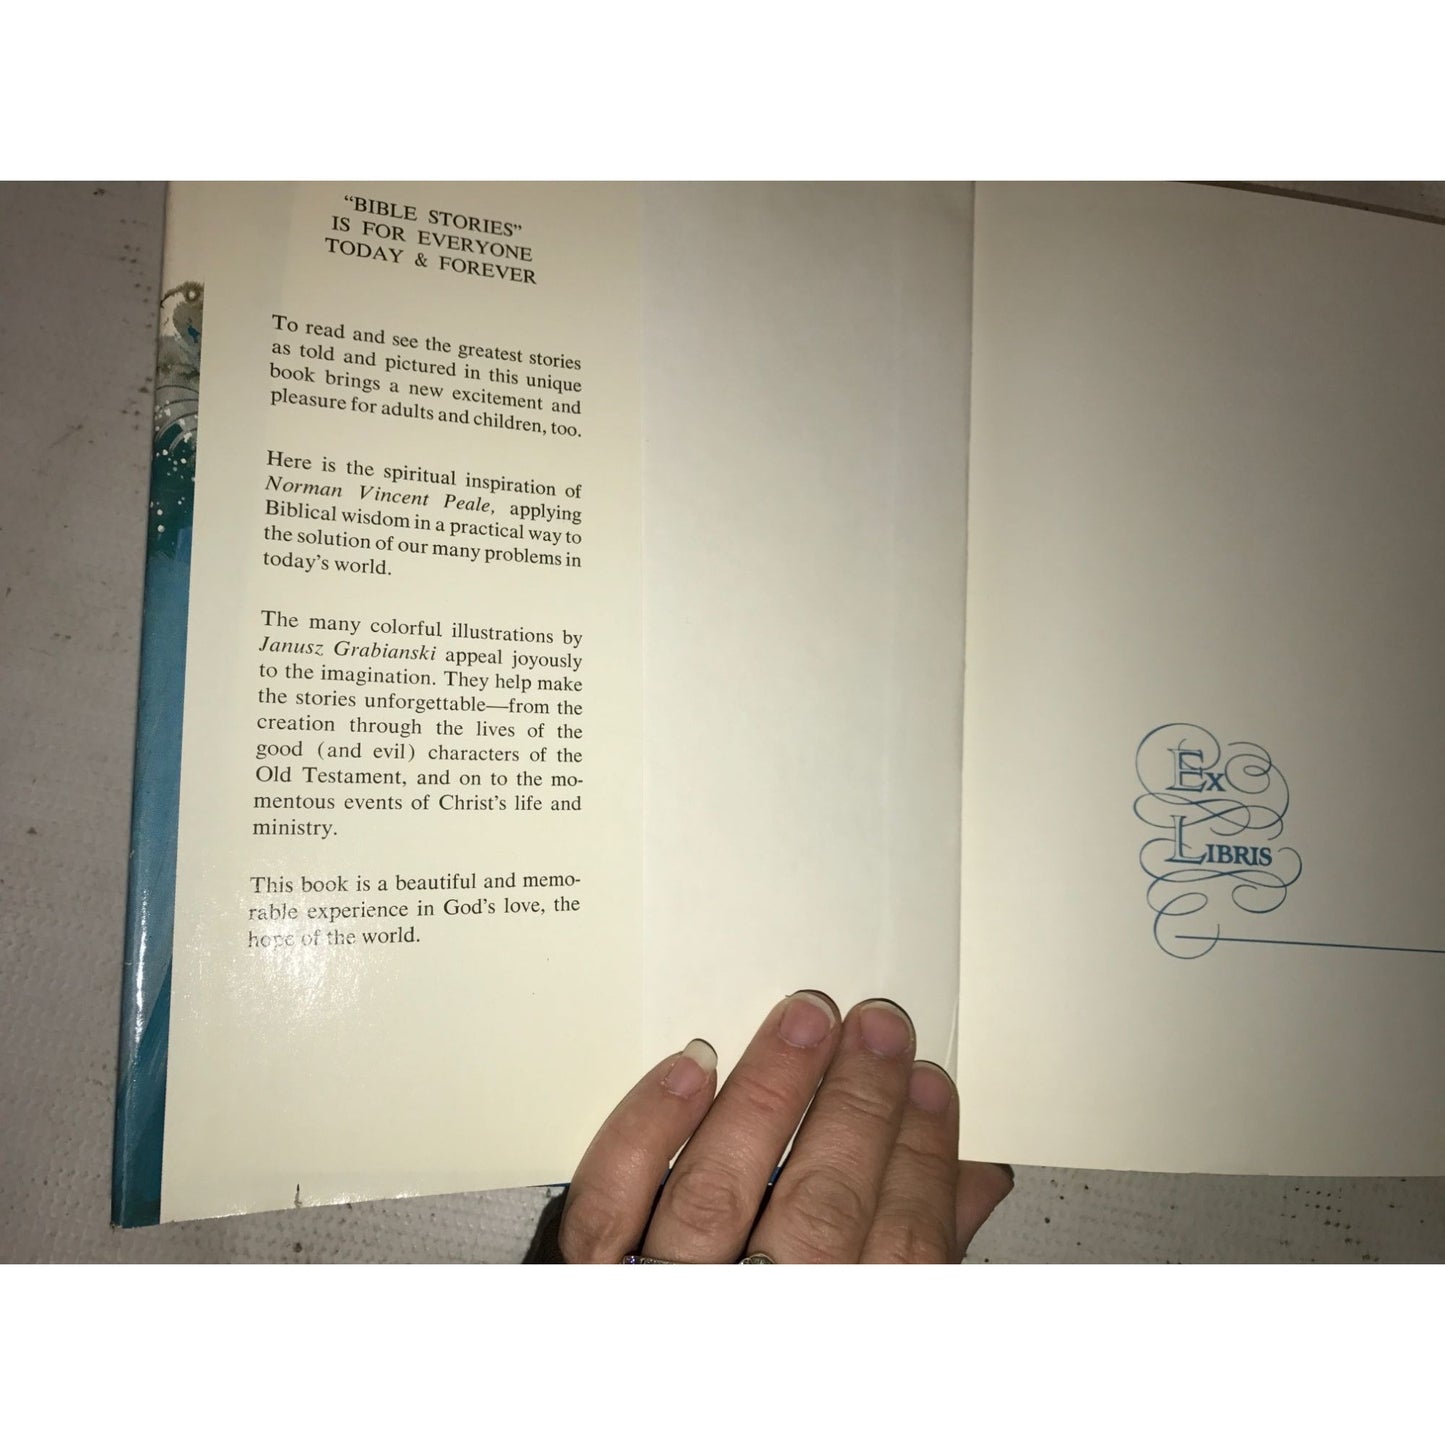 “BIBLE STORIES”
IS FOR EVERYONE
TODAY & FOREVER
To read and see the greatest stories
as told and pictured in this unique
book brings a new excitement and
pleasure for adults and children, too.
Here is the spiritual inspiration of
Norman Vincent Peale, applying
Biblical wisdom in a practical way to
the solution of our many problems in
today’s world.
The many colorful illustrations by
Janusz Grabianski appeal joyously
to the imagination. They help make
the stories unforgettable—from the
creation through the lives of the
good (and evil) characters of the
Old Testament, and on to the mo-
mentous events of Christ’s life and
ministry.
This book is a beautiful and memo-
rable experience in God’s love, the
hope of the world.
EX
LIBRIS